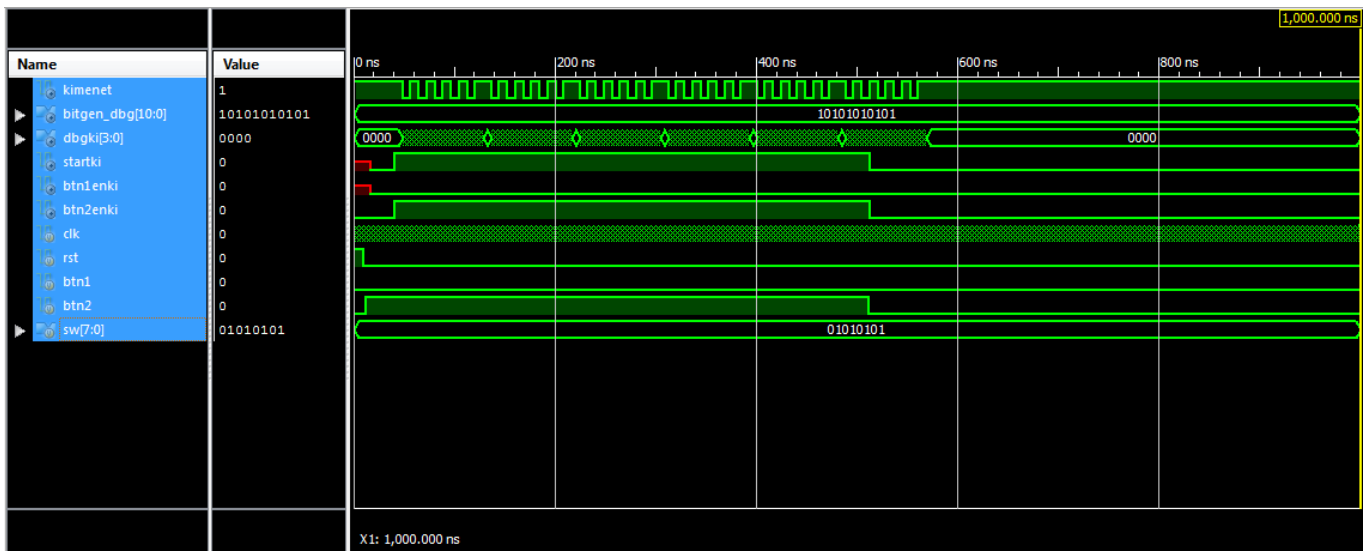 1,000.000 ns
Name Value 0 ns 200 ns 400 ns 600 ns 800 ns
kimenet 1
bitgen_dbg[10:0] 10101010101 10101010101
dbgki[3:0] 0000 0000 0000
startki 0
btn1enki 0
btn2enki 0
clk 0
rst 0
btn1 0
btn2 0
sw[7:0] 01010101 01010101
X1: 1,000.000 ns